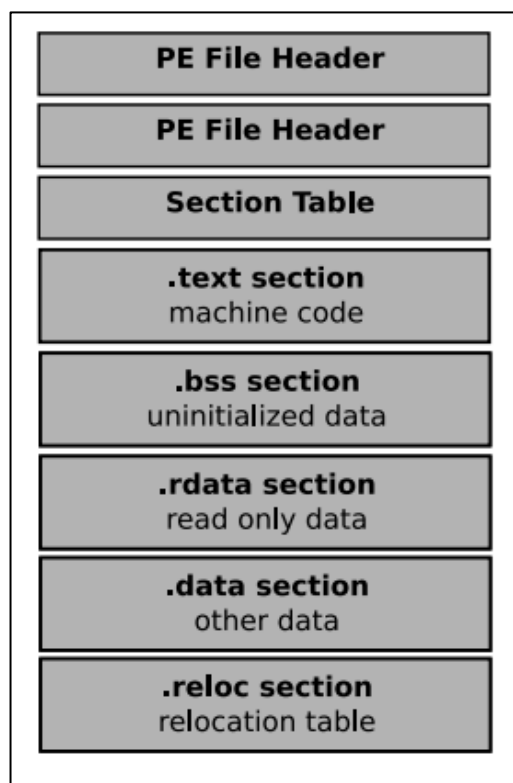 PE File Header
PE File Header
Section Table
.text section
machine code
.bss section
uninitialized data
.rdata section
read only data
.data section
other data
.reloc section
relocation table